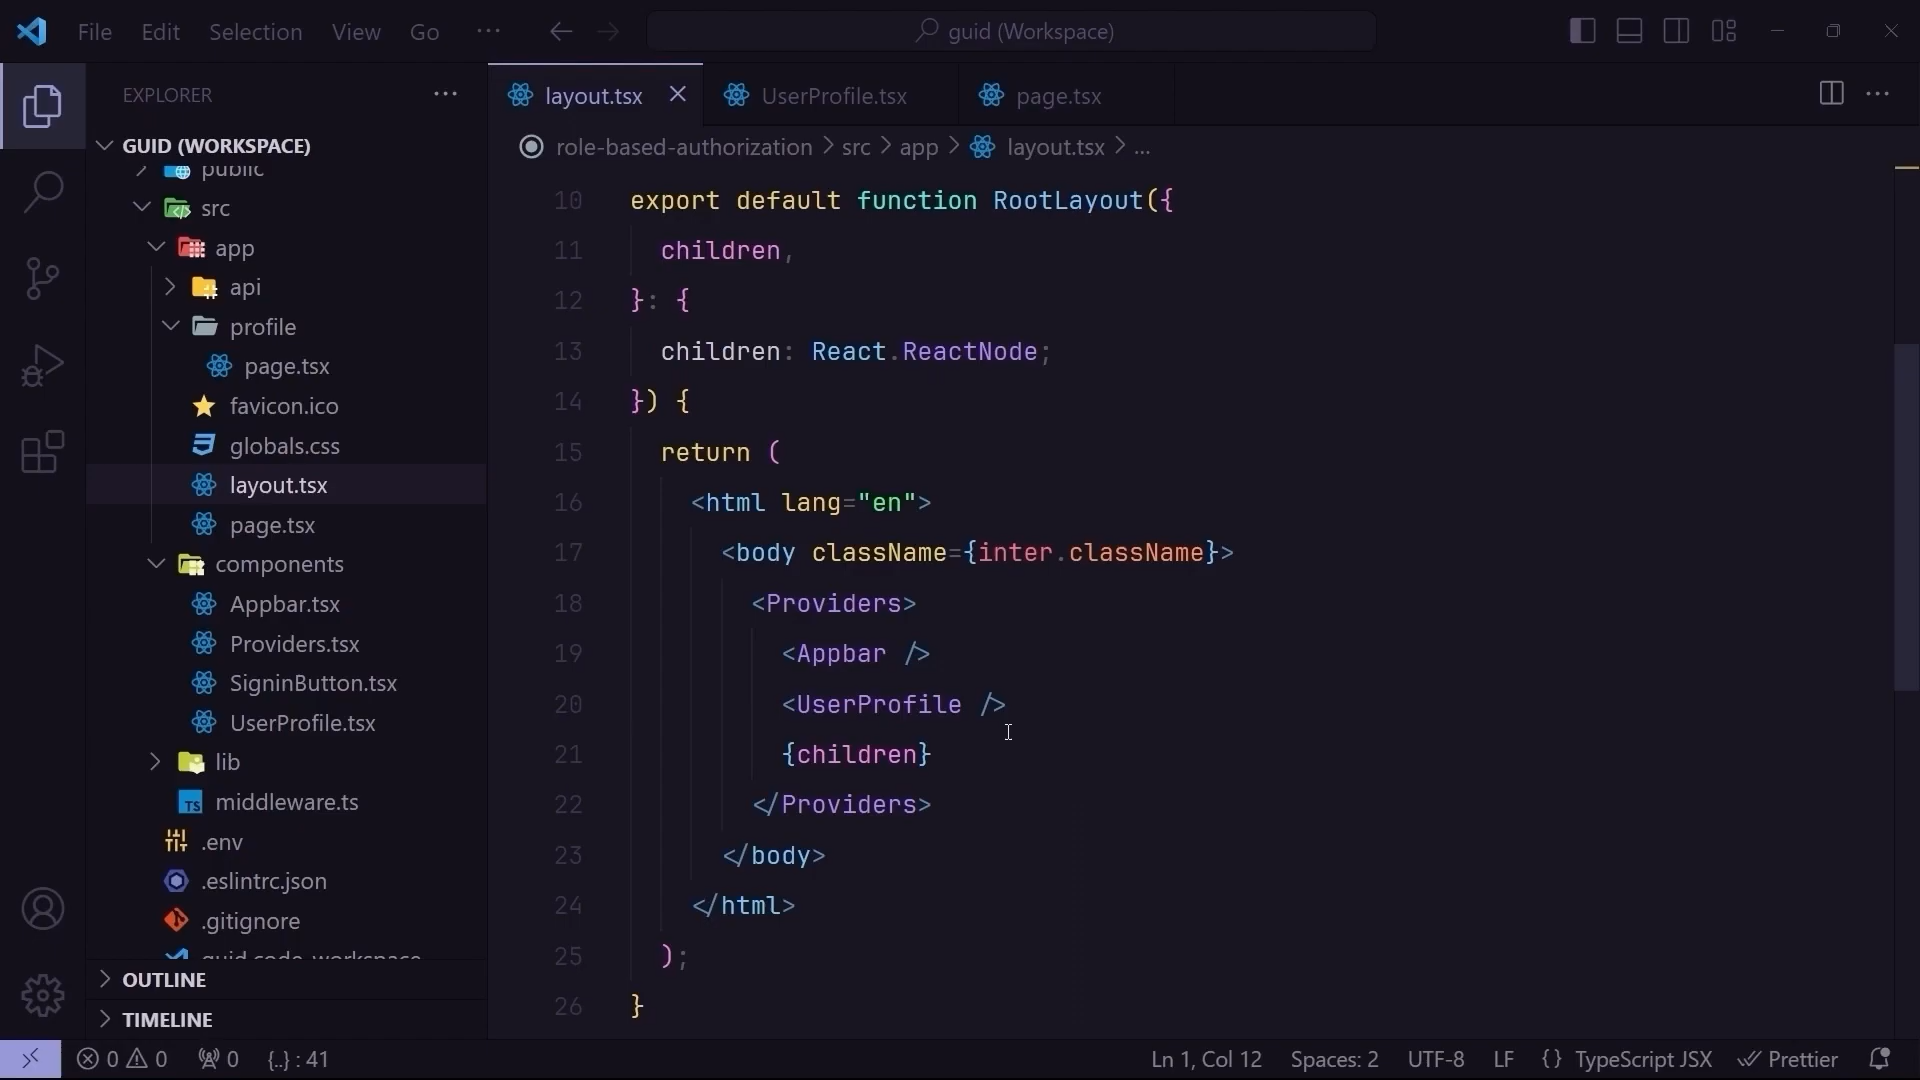 File Edit Selection View Go ... guid (Workspace)
EXPLORER ...
layout.tsx UserProfile.tsx page.tsx
GUID (WORKSPACE)
public
src
app
api
profile
page.tsx
favicon.ico
globals.css
layout.tsx
page.tsx
components
Appbar.tsx
Providers.tsx
SigninButton.tsx
UserProfile.tsx
lib
TS middleware.ts
.env
.eslintrc.json
.gitignore
guid.code-workspace
OUTLINE
TIMELINE
role-based-authorization > src > app > layout.tsx > ...
10 export default function RootLayout({
11 children,
12 }: {
13 children: React.ReactNode;
14 }) {
15 return (
16 <html lang="en">
17 <body className={inter.className}>
18 <Providers>
19 <Appbar />
20 <UserProfile />
21 {children}
22 </Providers>
23 </body>
24 </html>
25 );
26 }
0 0 0 {..} : 41 Ln 1, Col 12 Spaces: 2 UTF-8 LF {} TypeScript JSX Prettier